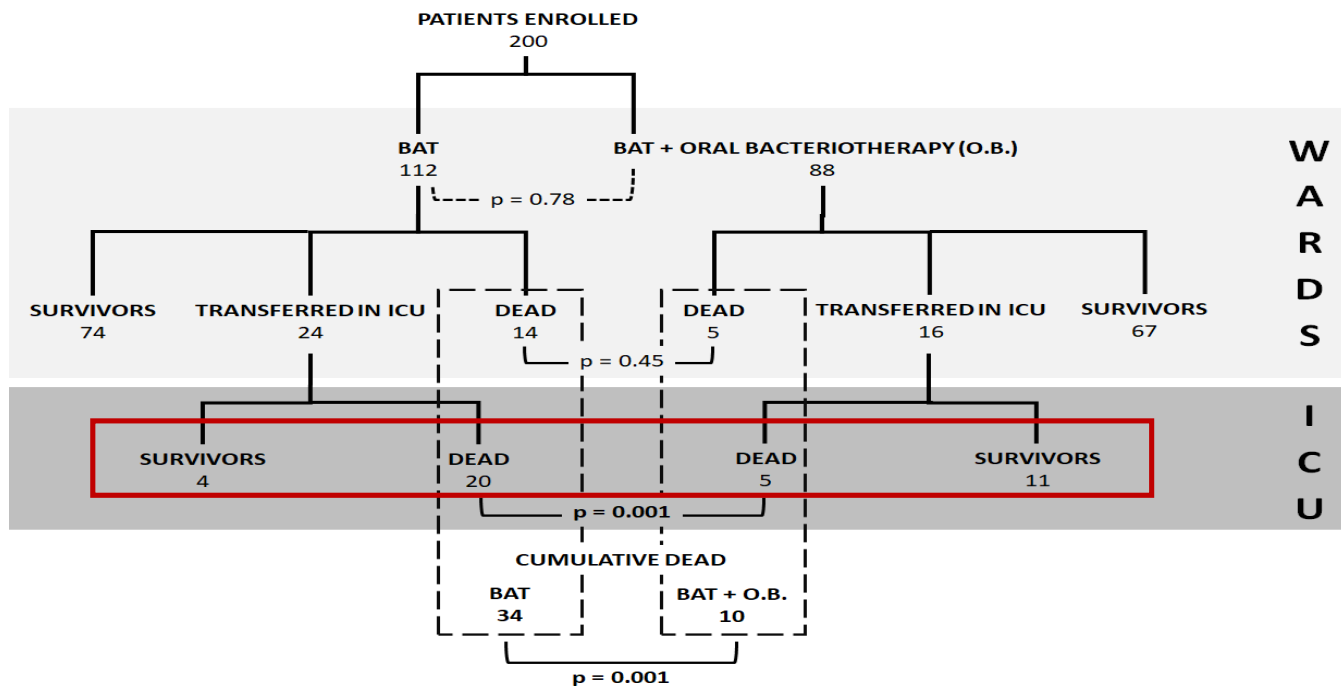 PATIENTS ENROLLED
200
BAT
112
BAT + ORAL BACTERIOTHERAPY (O.B.)
88
p = 0.78
WARDS
SURVIVORS
74
TRANSFERRED IN ICU
24
DEAD
14
DEAD
5
TRANSFERRED IN ICU
16
SURVIVORS
67
p = 0.45
ICU
SURVIVORS
4
DEAD
20
DEAD
5
SURVIVORS
11
p = 0.001
CUMULATIVE DEAD
BAT
34
BAT + O.B.
10
p = 0.001